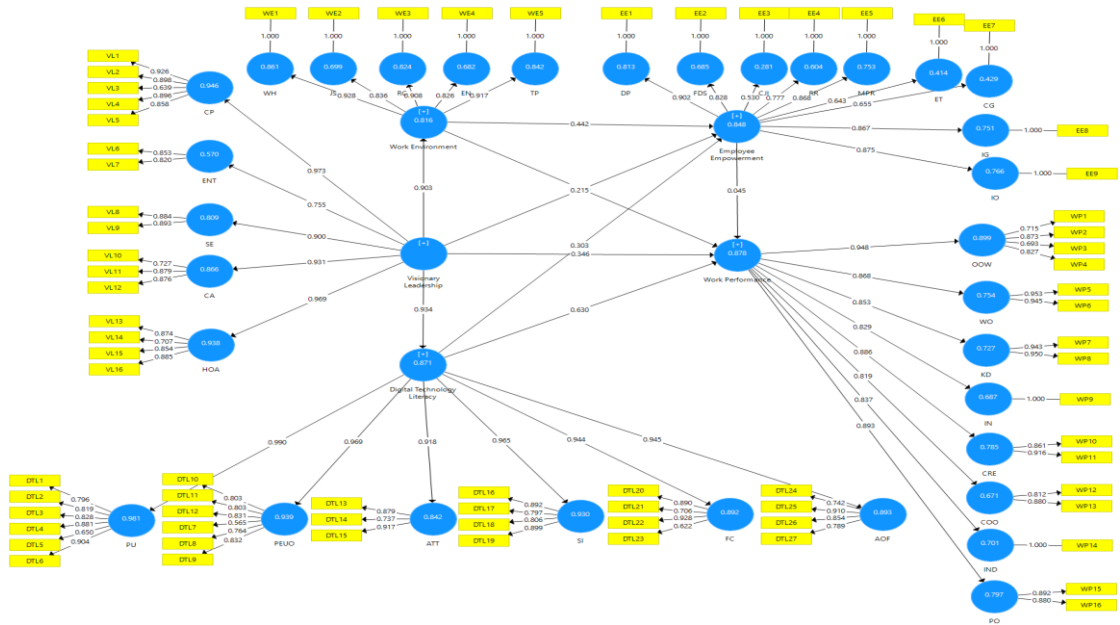 WE1 WE2 WE3 WE4 WE5 EE1 EE2 EE3 EE4 EE5 EE6 EE7
1.000 1.000 1.000 1.000 1.000 1.000 1.000 1.000 1.000 1.000 1.000 1.000
0.861 0.699 0.824 0.682 0.842 0.813 0.685 0.281 0.604 0.753 0.414 0.429
WH JS EN TP DP FDS CJI RR MPR ET CG
0.928 0.836 0.908 0.826 0.917 0.902 0.828 0.530 0.777 0.868 0.643 0.655
VL1
VL2
VL3
VL4
VL5
0.926
0.898
0.639
0.896
0.858
0.946
CP
[+]
0.816
Work Environment
0.442
[+]
0.848
Employee
Empowerment
0.867
0.751
IG
1.000
EE8
0.875
0.766
IO
1.000
EE9
VL6
VL7
0.853
0.820
0.570
ENT
0.973
0.755
0.903
0.215
0.045
VL8
VL9
0.884
0.893
0.809
SE
0.900
[+]
Visionary
Leadership
0.303
0.346
[+]
0.878
Work Performance
0.948
0.899
OOW
0.715
0.873
0.693
0.827
WP1
WP2
WP3
WP4
VL10
VL11
VL12
0.727
0.879
0.876
0.866
CA
0.931
0.969
0.934
0.630
0.868
0.754
WO
0.953
0.945
WP5
WP6
VL13
VL14
VL15
VL16
0.874
0.707
0.854
0.885
0.938
HOA
[+]
0.871
Digital Technology
Literacy
0.853
0.727
KD
0.943
0.950
WP7
WP8
0.829
0.687
IN
1.000
WP9
0.886
0.785
CRE
0.861
0.916
WP10
WP11
0.819
0.671
COO
0.812
0.880
WP12
WP13
0.837
0.701
IND
1.000
WP14
0.893
0.797
PO
0.892
0.880
WP15
WP16
0.990 0.969 0.918 0.965 0.944 0.945
DTL1
DTL2
DTL3
DTL4
DTL5
DTL6
0.796
0.819
0.828
0.881
0.650
0.904
0.981
PU
DTL10
DTL11
DTL12
DTL7
DTL8
DTL9
0.803
0.803
0.831
0.565
0.764
0.832
0.939
PEUO
DTL13
DTL14
DTL15
0.879
0.737
0.917
0.842
ATT
DTL16
DTL17
DTL18
DTL19
0.892
0.797
0.806
0.899
0.930
SI
DTL20
DTL21
DTL22
DTL23
0.890
0.706
0.928
0.622
0.892
FC
DTL24
DTL25
DTL26
DTL27
0.742
0.910
0.854
0.789
0.893
AOF